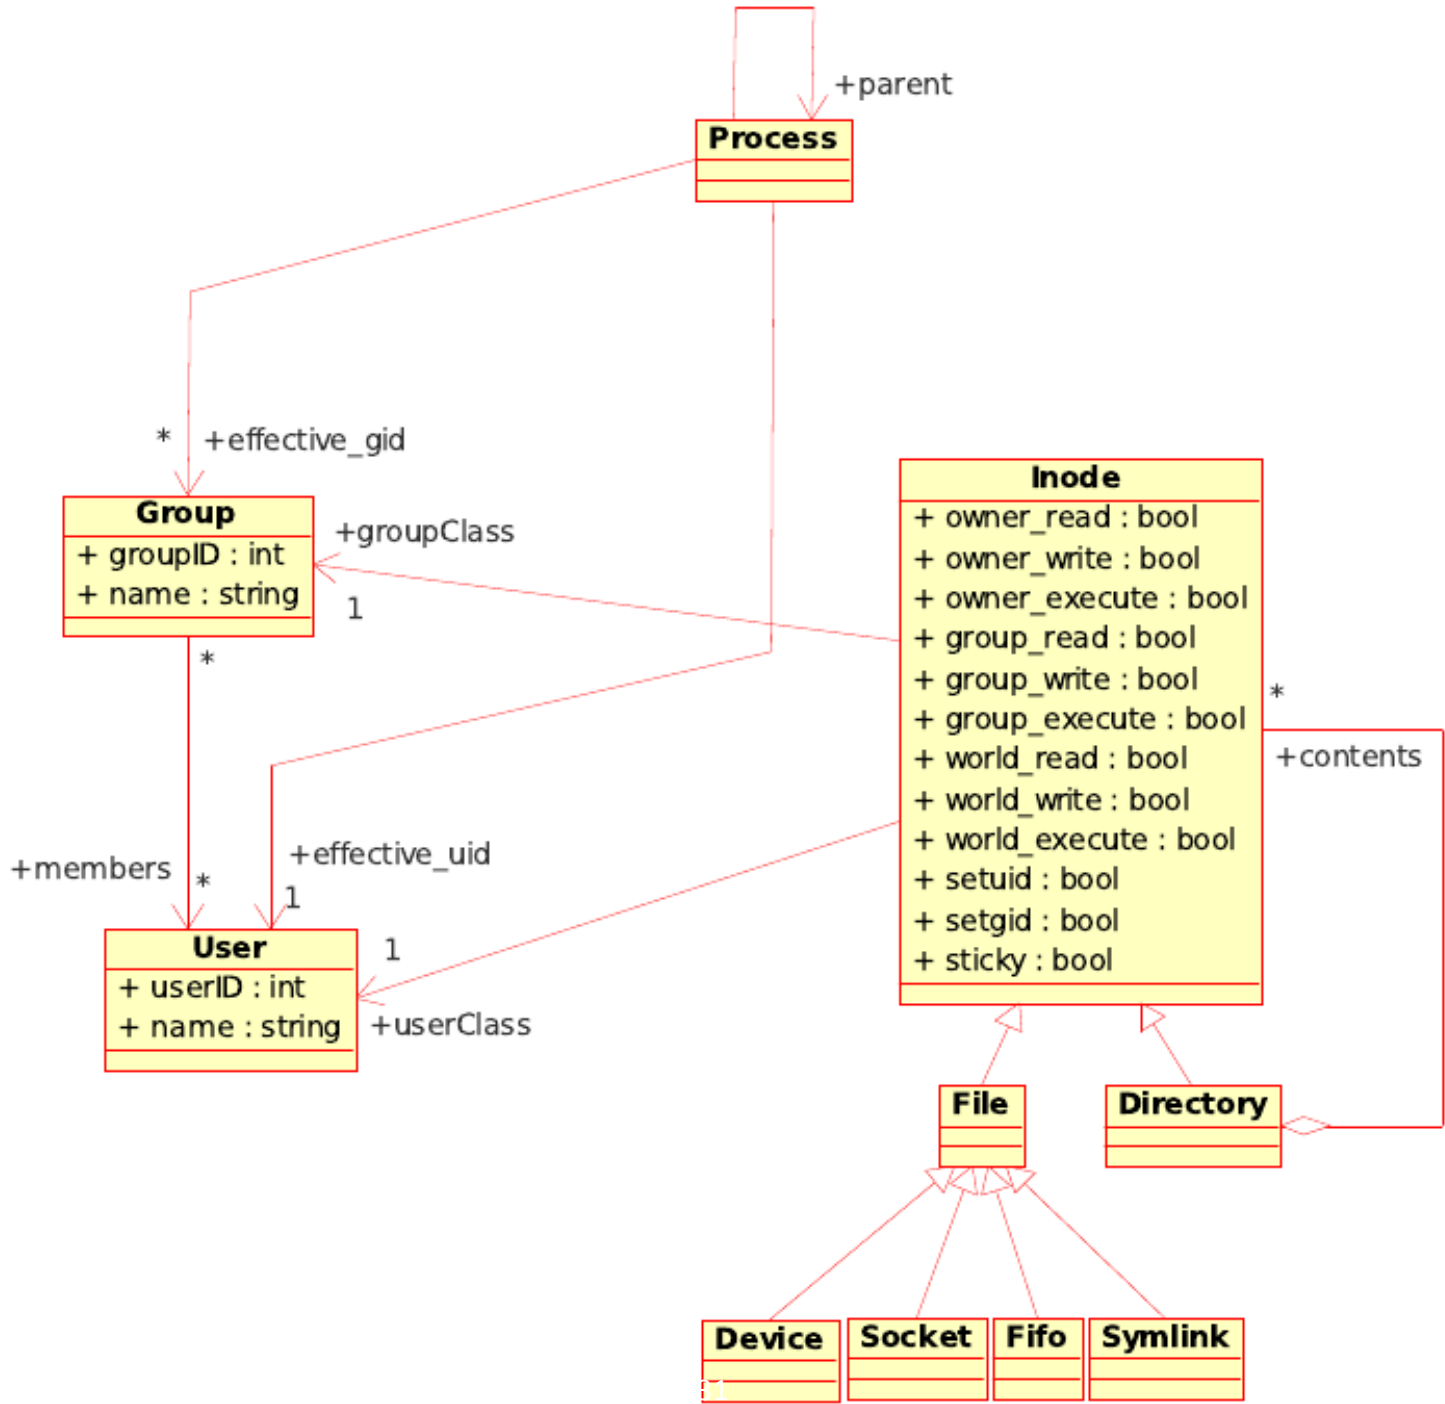 +parent
Process
* +effective_gid
Group
+ groupID : int
+ name : string
+groupClass
1
*
+members
*
+effective_uid
1
User
+ userID : int
+ name : string
1
+userClass
Inode
+ owner_read : bool
+ owner_write : bool
+ owner_execute : bool
+ group_read : bool
+ group_write : bool
+ group_execute : bool
+ world_read : bool
+ world_write : bool
+ world_execute : bool
+ setuid : bool
+ setgid : bool
+ sticky : bool
*
+contents
File
Directory
Device
Socket
Fifo
Symlink